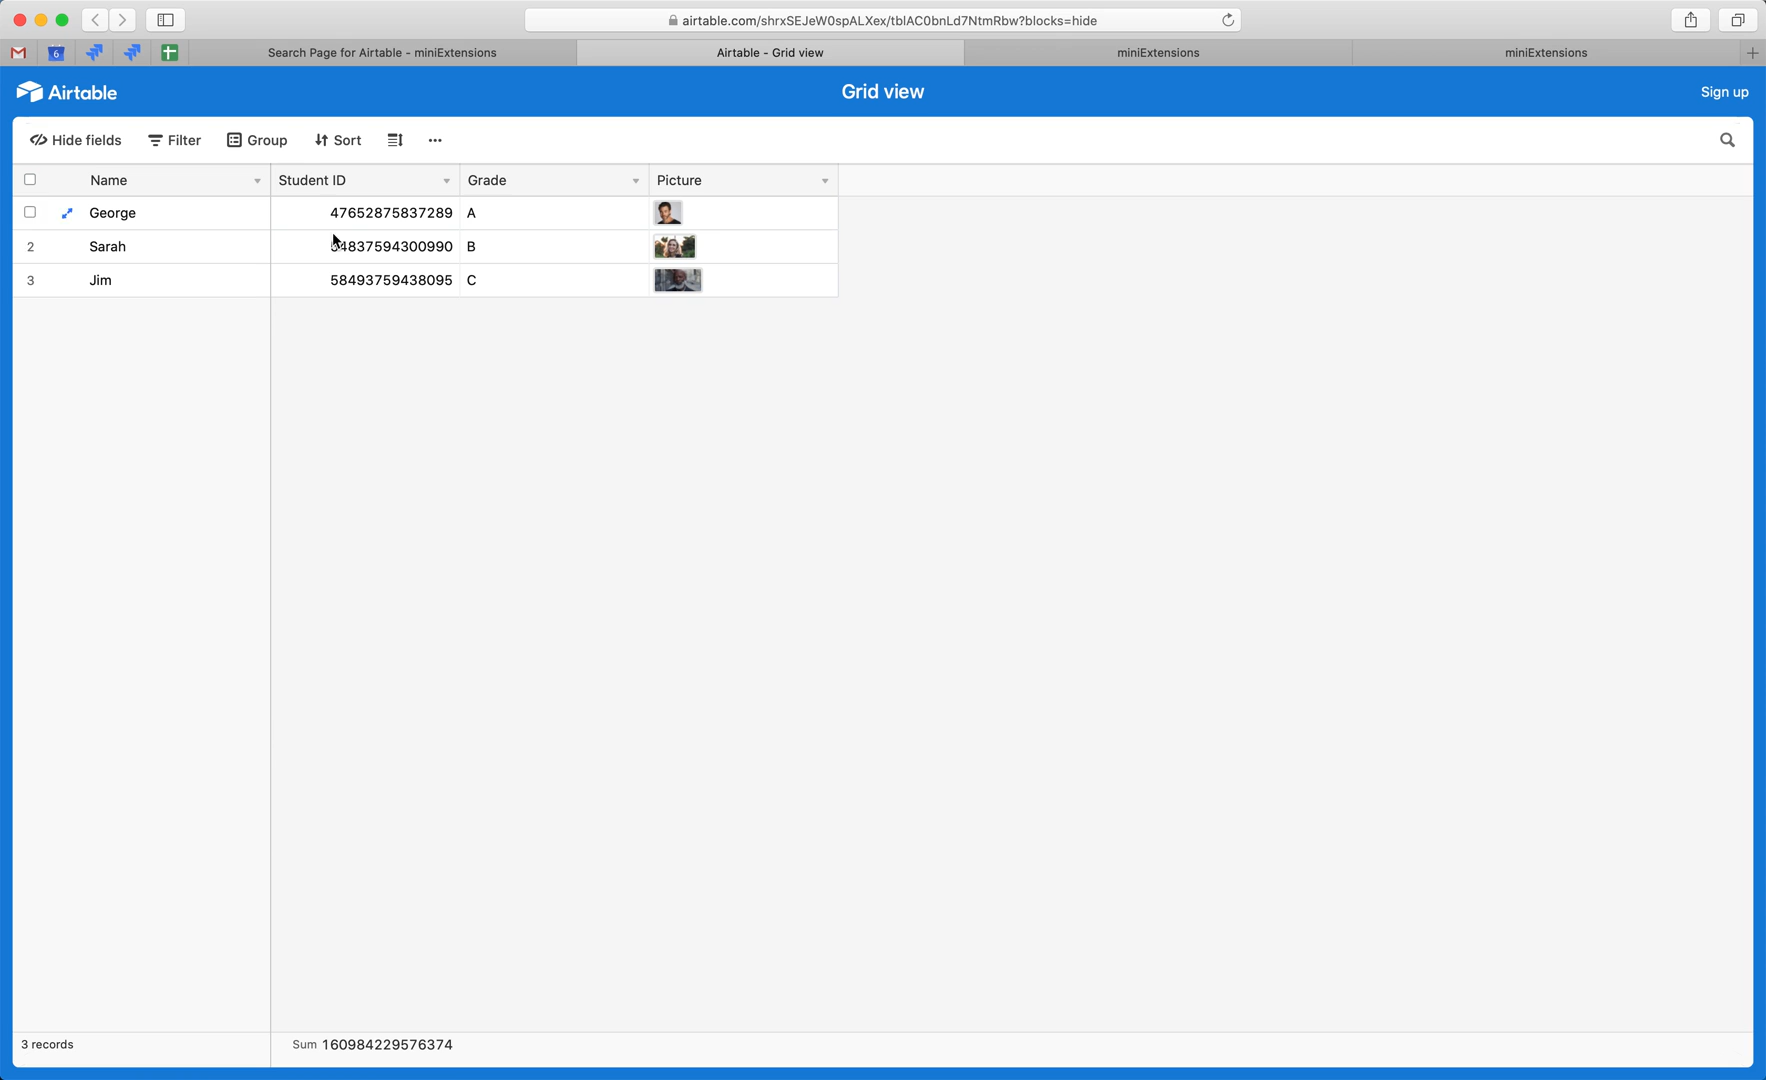 airtable.com/shrxSEJeW0spALXex/tblAC0bnLd7NtmRbw?blocks=hide
6 Search Page for Airtable - miniExtensions Airtable - Grid view miniExtensions miniExtensions
Airtable Grid view Sign up
Hide fields Filter Group Sort
Name Student ID Grade Picture
George 47652875837289 A
2 Sarah 4837594300990 B
3 Jim 58493759438095 C
3 records Sum 160984229576374